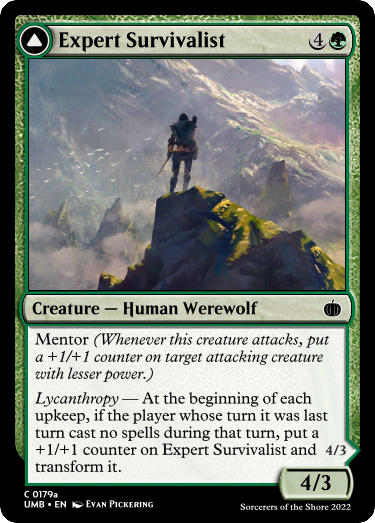 Expert Survivalist 4
Creature — Human Werewolf
Mentor (Whenever this creature attacks, put
a +1/+1 counter on target attacking creature
with lesser power.)
Lycanthropy — At the beginning of each
upkeep, if the player whose turn it was last
turn cast no spells during that turn, put a
+1/+1 counter on Expert Survivalist and
transform it.
4/3
4/3
C 0179a
UMB • EN Evan Pickering
Sorcerers of the Shore 2022